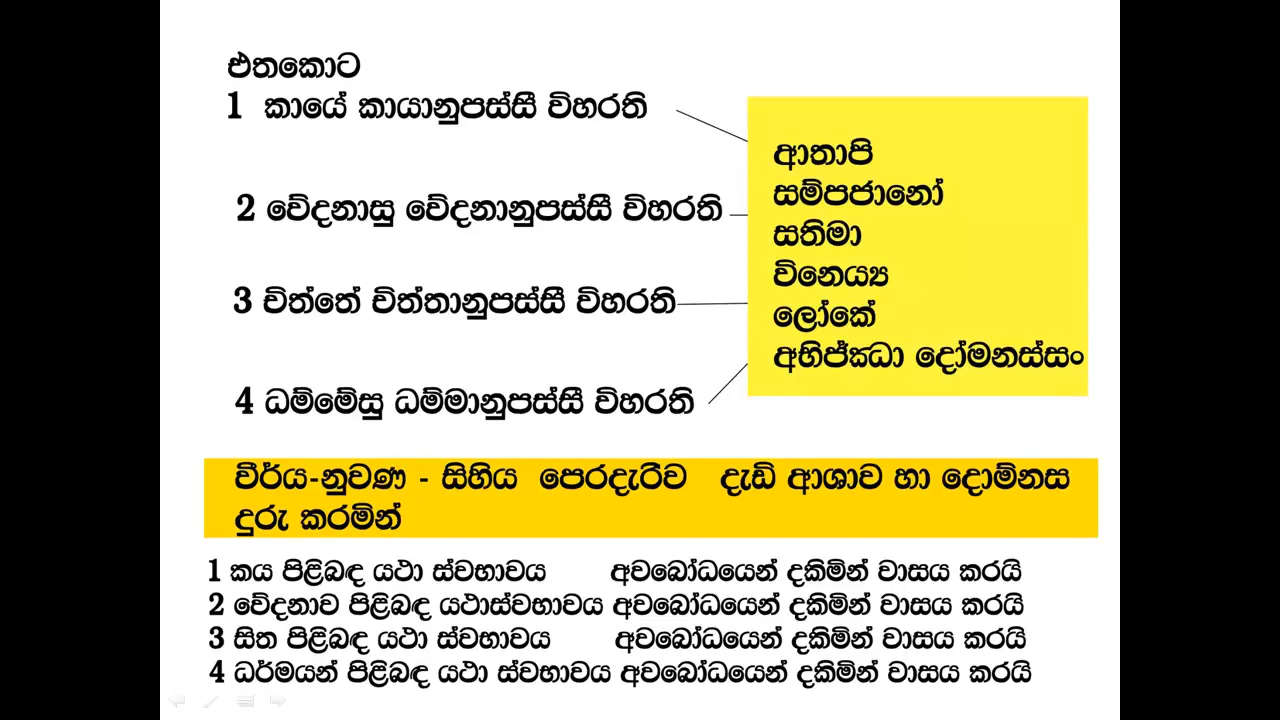 එතකොට
1 කායේ කායානුපස්සී විහරති
2 වේදනාසු වේදනානුපස්සී විහරති
3 චිත්තේ චිත්තානුපස්සී විහරති
4 ධම්මේසු ධම්මානුපස්සී විහරති
ආතාපි
සම්පජානෝ
සතිමා
විනෙය්‍ය
ලෝකේ
අභිජ්ඣා දෝමනස්සං
වීර්ය-නුවණ - සිහිය පෙරදැරිව දැඩි ආශාව හා දොම්නස
දුරු කරමින්
1 කය පිළිබඳ යථා ස්වභාවය අවබෝධයෙන් දකිමින් වාසය කරයි
2 වේදනාව පිළිබඳ යථාස්වභාවය අවබෝධයෙන් දකිමින් වාසය කරයි
3 සිත පිළිබඳ යථා ස්වභාවය අවබෝධයෙන් දකිමින් වාසය කරයි
4 ධර්මයන් පිළිබඳ යථා ස්වභාවය අවබෝධයෙන් දකිමින් වාසය කරයි